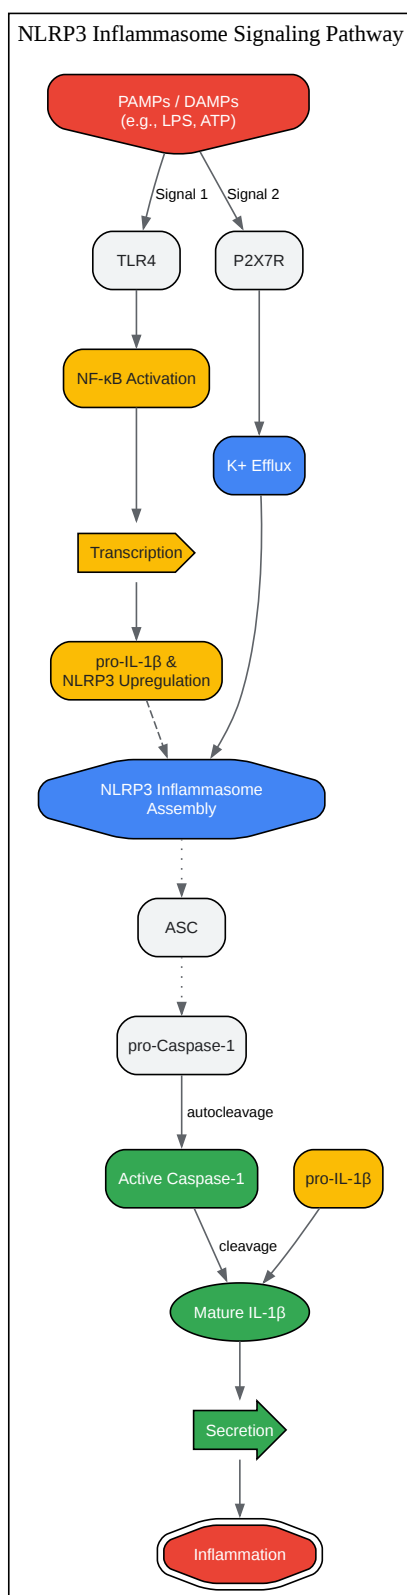 NLRP3 Inflammasome Signaling Pathway
PAMPs / DAMPs
(e.g., LPS, ATP)
Signal 1
Signal 2
TLR4
P2X7R
NF-κB Activation
K+ Efflux
Transcription
pro-IL-1β &
NLRP3 Upregulation
NLRP3 Inflammasome
Assembly
ASC
pro-Caspase-1
autocleavage
Active Caspase-1
pro-IL-1β
cleavage
Mature IL-1β
Secretion
Inflammation